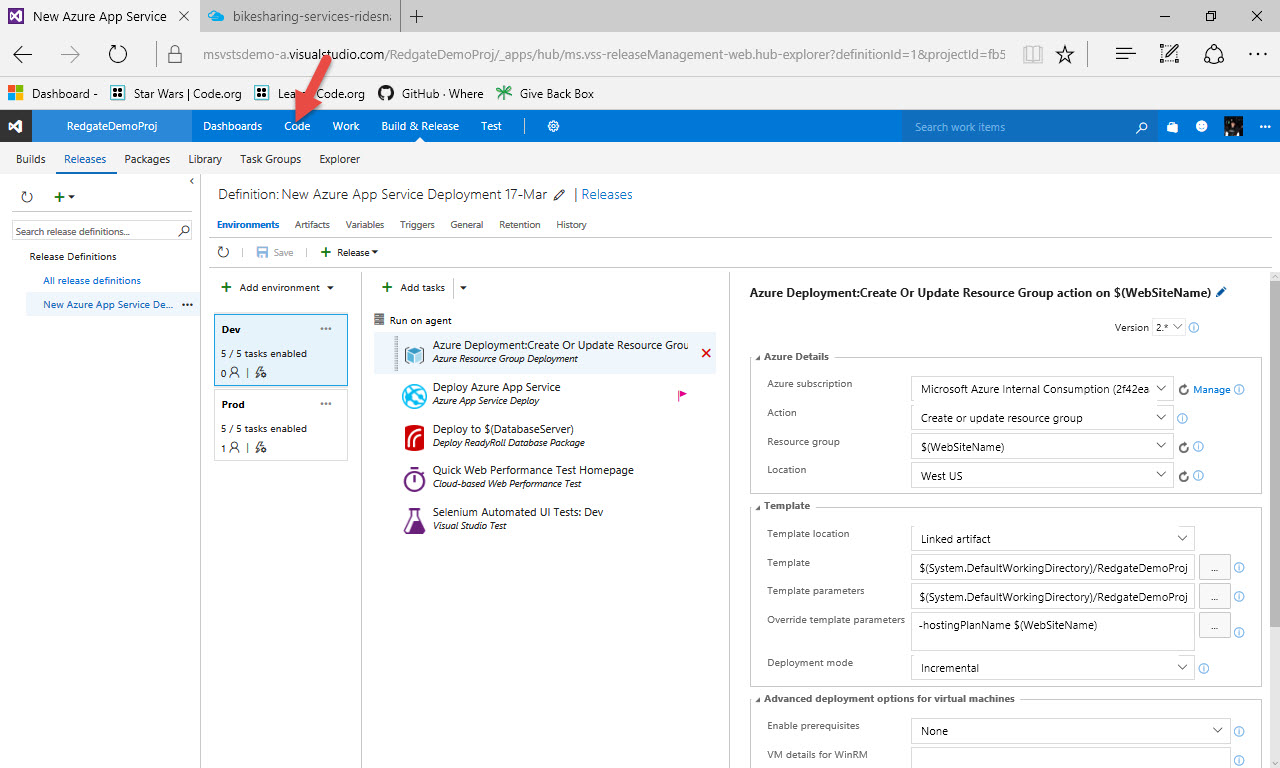 New Azure App Service
bikesharing-services-ridesn
msvstsdemo-a.visualstudio.com/RedgateDemoProj/_apps/hub/ms.vss-releaseManagement-web.hub-explorer?definitionId=1&projectId=fb5
Dashboard -
Star Wars | Code.org
Lea Code.org
GitHub · Where
Give Back Box
RedgateDemoProj
Dashboards
Code
Work
Build & Release
Test
Search work items
Builds
Releases
Packages
Library
Task Groups
Explorer
Search release definitions...
Release Definitions
All release definitions
New Azure App Service De...
Definition: New Azure App Service Deployment 17-Mar | Releases
Environments
Artifacts
Variables
Triggers
General
Retention
History
Save
Release
Add environment
Dev
5 / 5 tasks enabled
0
Prod
5 / 5 tasks enabled
1
Add tasks
Run on agent
Azure Deployment:Create Or Update Resource Grou
Azure Resource Group Deployment
Deploy Azure App Service
Azure App Service Deploy
Deploy to $(DatabaseServer)
Deploy ReadyRoll Database Package
Quick Web Performance Test Homepage
Cloud-based Web Performance Test
Selenium Automated UI Tests: Dev
Visual Studio Test
Azure Deployment:Create Or Update Resource Group action on $(WebSiteName)
Version 2.*
Azure Details
Azure subscription
Microsoft Azure Internal Consumption (2f42ea
Manage
Action
Create or update resource group
Resource group
$(WebSiteName)
Location
West US
Template
Template location
Linked artifact
Template
$(System.DefaultWorkingDirectory)/RedgateDemoProj
...
Template parameters
$(System.DefaultWorkingDirectory)/RedgateDemoProj
...
Override template parameters
-hostingPlanName $(WebSiteName)
...
Deployment mode
Incremental
Advanced deployment options for virtual machines
Enable prerequisites
None
VM details for WinRM